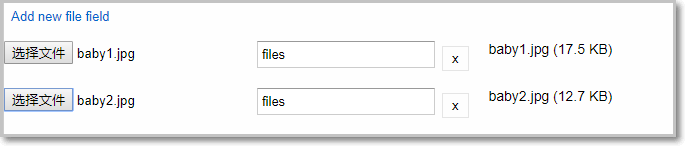 Add new file field
选择文件 baby1.jpg files x baby1.jpg (17.5 KB)
选择文件 baby2.jpg files x baby2.jpg (12.7 KB)